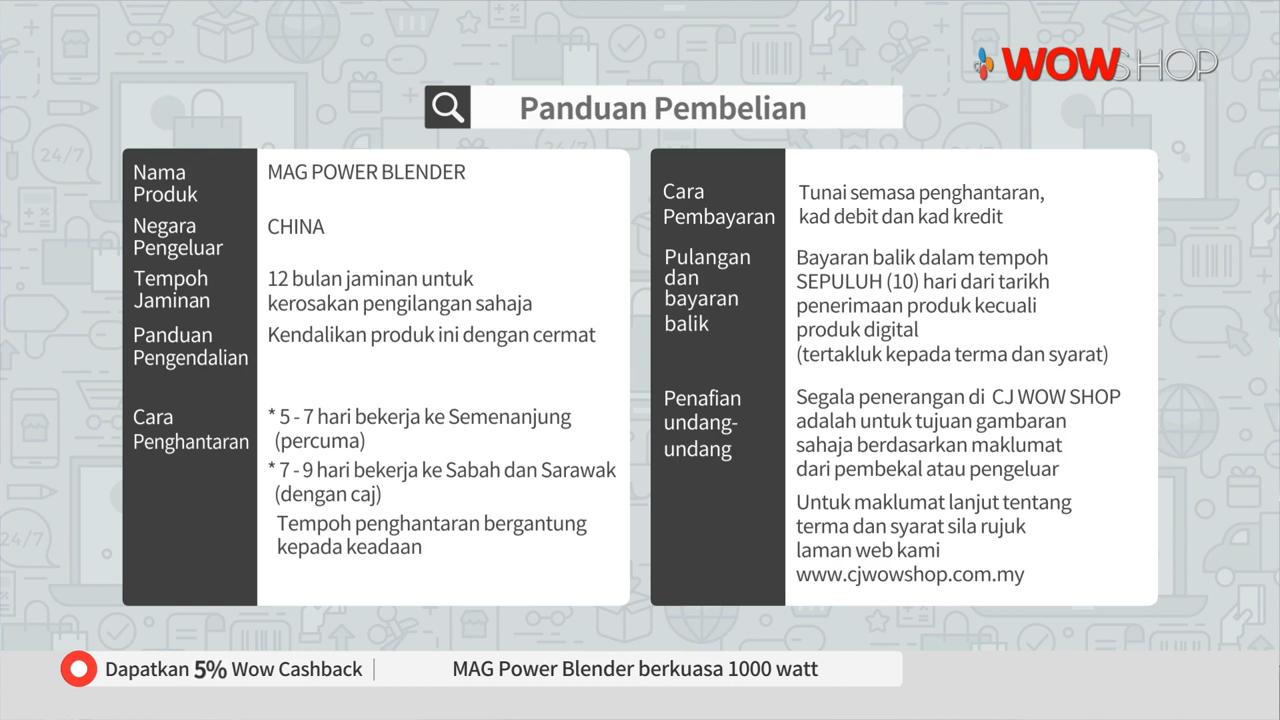 WOWSHOP
Panduan Pembelian
Nama
Produk
MAG POWER BLENDER
Negara
Pengeluar
CHINA
Tempoh
Jaminan
12 bulan jaminan untuk
kerosakan pengilangan sahaja
Panduan
Pengendalian
Kendalikan produk ini dengan cermat
Cara
Penghantaran
* 5 - 7 hari bekerja ke Semenanjung
(percuma)
* 7 - 9 hari bekerja ke Sabah dan Sarawak
(dengan caj)
Tempoh penghantaran bergantung
kepada keadaan
Cara
Pembayaran
Tunai semasa penghantaran,
kad debit dan kad kredit
Pulangan
dan
bayaran
balik
Bayaran balik dalam tempoh
SEPULUH (10) hari dari tarikh
penerimaan produk kecuali
produk digital
(tertakluk kepada terma dan syarat)
Penafian
undang-
undang
Segala penerangan di CJ WOW SHOP
adalah untuk tujuan gambaran
sahaja berdasarkan maklumat
dari pembekal atau pengeluar
Untuk maklumat lanjut tentang
terma dan syarat sila rujuk
laman web kami
www.cjwowshop.com.my
24/7
24/7
Dapatkan 5% Wow Cashback
MAG Power Blender berkuasa 1000 watt